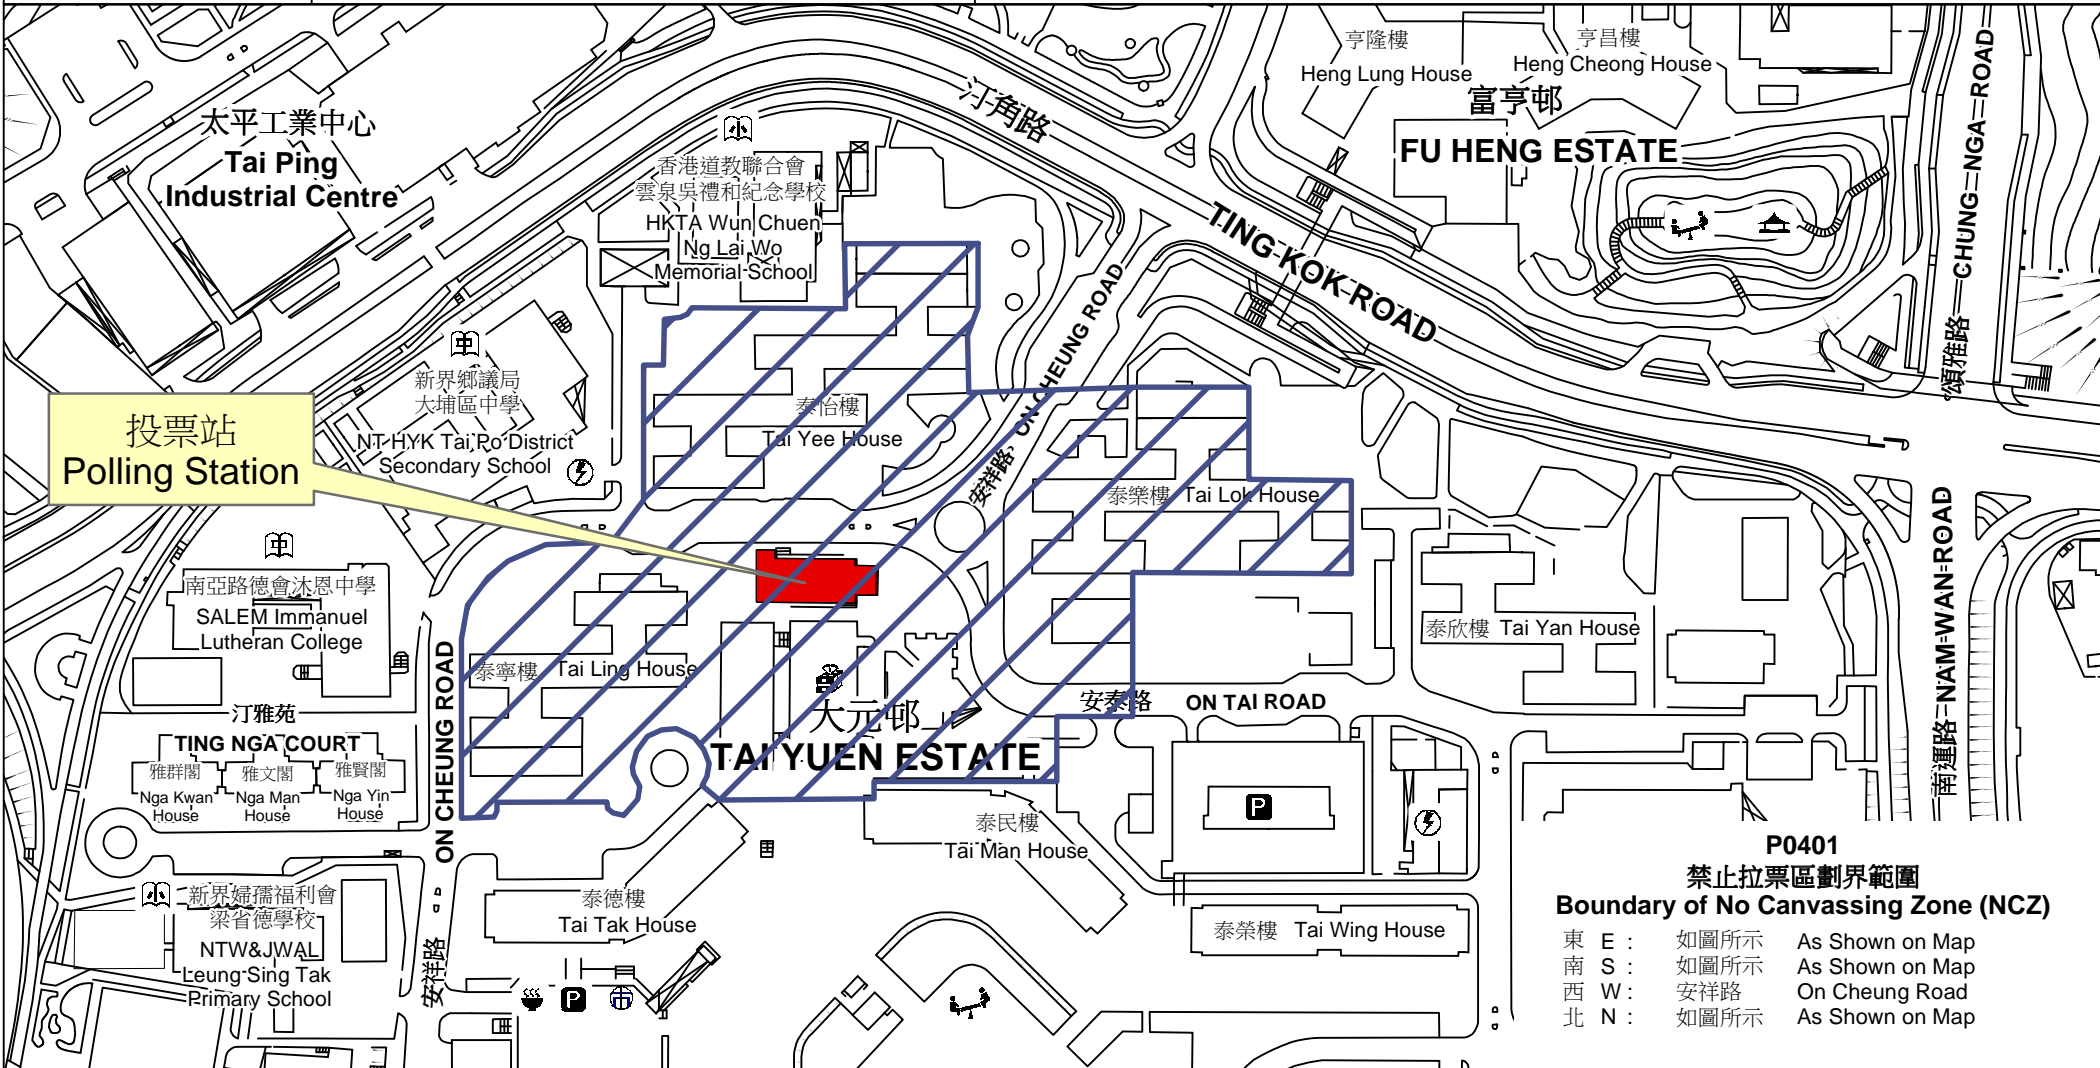 亨隆樓
Heng Lung House
亨昌樓
Heng Cheong House
富亨邨
FU HENG ESTATE
汀角路
TING KOK ROAD
頌雅路
CHUNG NGA ROAD
太平工業中心
Tai Ping
Industrial Centre
小
香港道教聯合會
雲泉吳禮和紀念學校
HKTA Wun Chuen
Ng Lai Wo
Memorial School
中
新界鄉議局
大埔區中學
NT HYK Tai Po District
Secondary School
投票站
Polling Station
泰怡樓
Tai Yee House
安祥路
ON CHEUNG ROAD
泰樂樓 Tai Lok House
中
南亞路德會沐恩中學
SALEM Immanuel
Lutheran College
泰寧樓 Tai Ling House
大元邨
TAI YUEN ESTATE
安泰路
ON TAI ROAD
泰欣樓 Tai Yan House
南運路
NAM WAN ROAD
汀雅苑
TING NGA COURT
雅群閣
Nga Kwan
House
雅文閣
Nga Man
House
雅賢閣
Nga Yin
House
ON CHEUNG ROAD
安祥路
泰民樓
Tai Man House
P
泰德樓
Tai Tak House
泰榮樓 Tai Wing House
小
新界婦孺福利會
梁省德學校
NTW&JWAL
Leung Sing Tak
Primary School
P
市
P0401
禁止拉票區劃界範圍
Boundary of No Canvassing Zone (NCZ)
東 E : 如圖所示 As Shown on Map
南 S : 如圖所示 As Shown on Map
西 W : 安祥路 On Cheung Road
北 N : 如圖所示 As Shown on Map